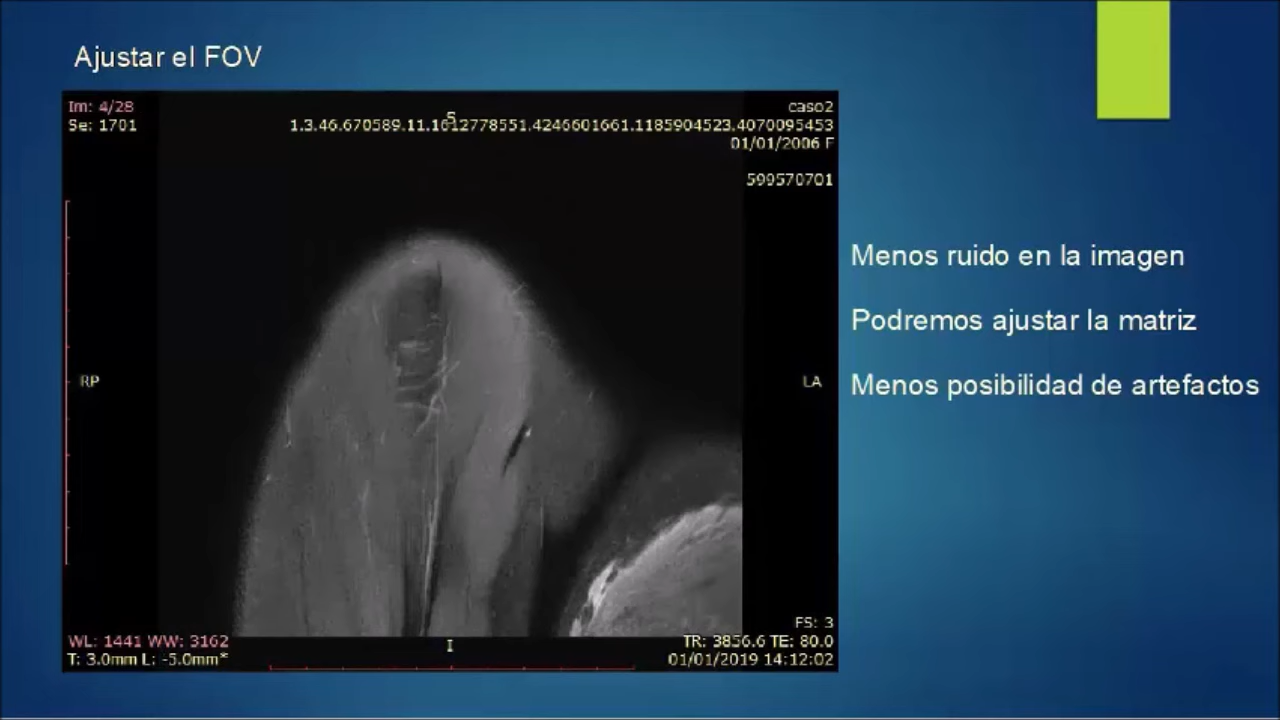 Ajustar el FOV
Im: 4/28
Se: 1701
S
caso2
1.3.46.670589.11.1612778551.4246601661.1185904523.4070095453
01/01/2006 F
599570701
RP
LA
Menos ruido en la imagen
Podremos ajustar la matriz
Menos posibilidad de artefactos
WL: 1441 WW: 3162
T: 3.0mm L: -5.0mm*
I
FS: 3
TR: 3856.6 TE: 80.0
01/01/2019 14:12:02